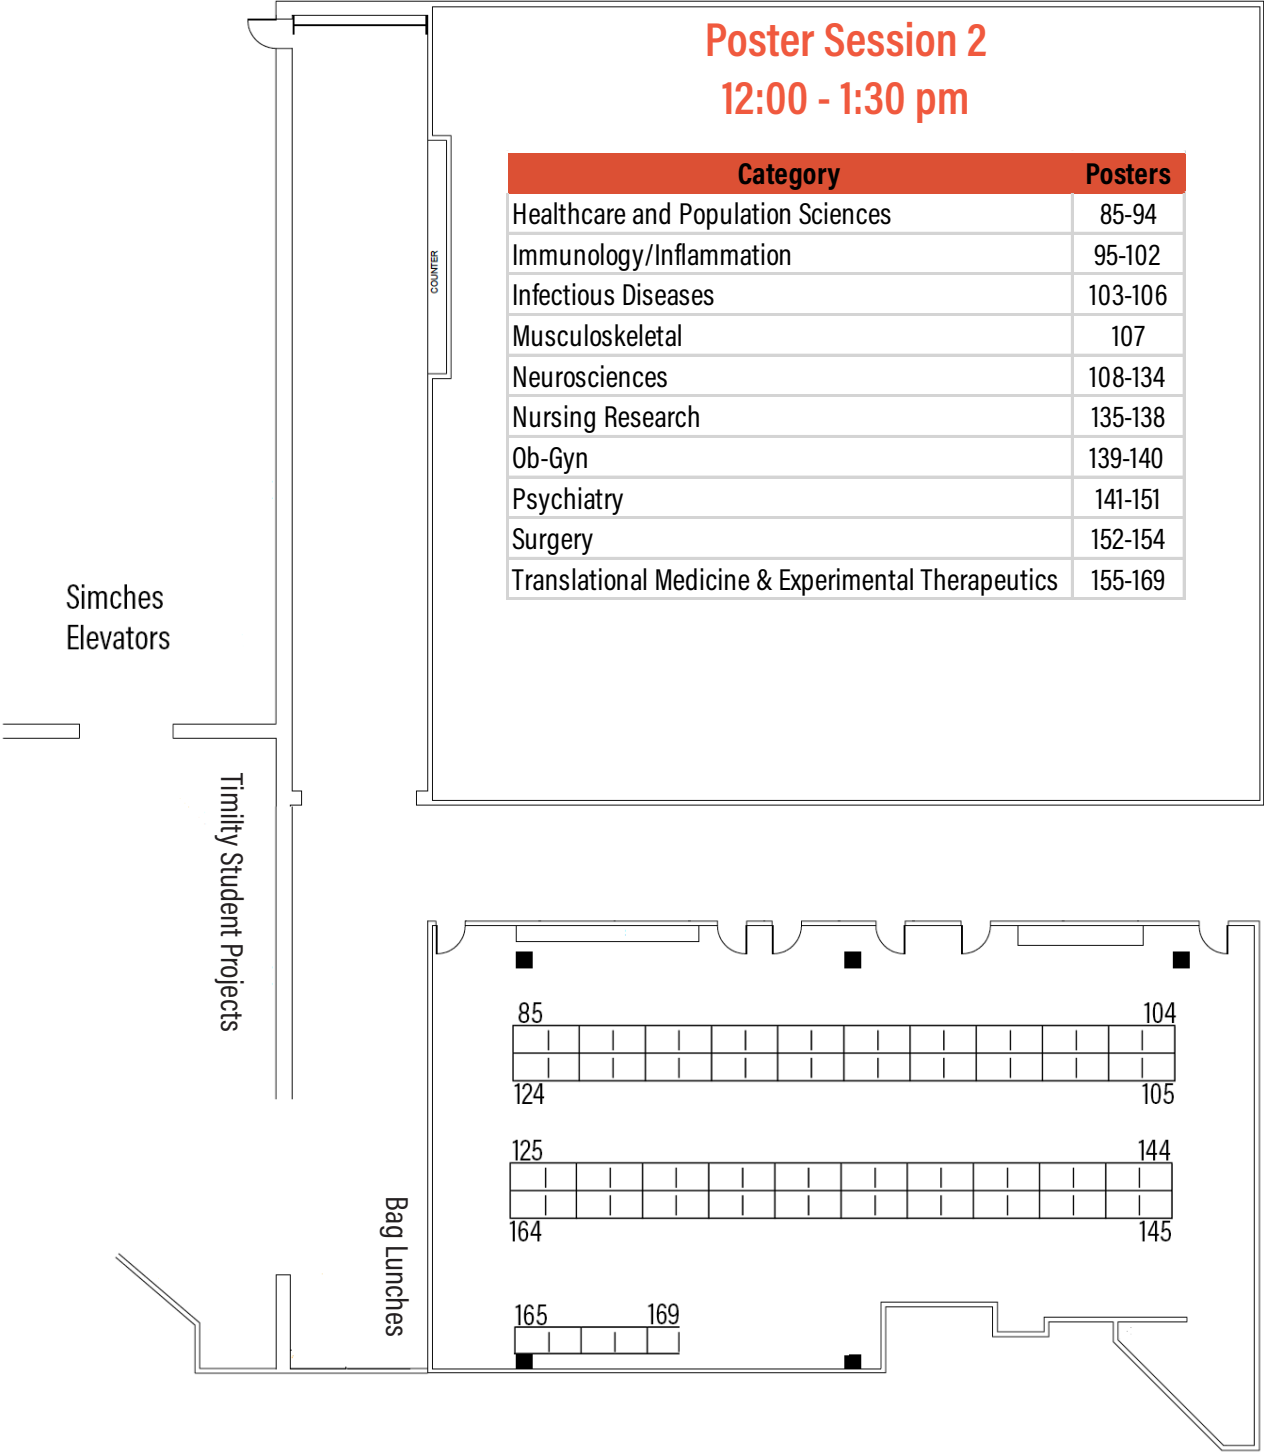 Poster Session 2
12:00 - 1:30 pm
Category Posters
Healthcare and Population Sciences 85-94
Immunology/Inflammation 95-102
Infectious Diseases 103-106
Musculoskeletal 107
Neurosciences 108-134
Nursing Research 135-138
Ob-Gyn 139-140
Psychiatry 141-151
Surgery 152-154
Translational Medicine & Experimental Therapeutics 155-169
COUNTER
Simches
Elevators
Timilty Student Projects
85 104
124 105
125 144
164 145
Bag Lunches
165 169